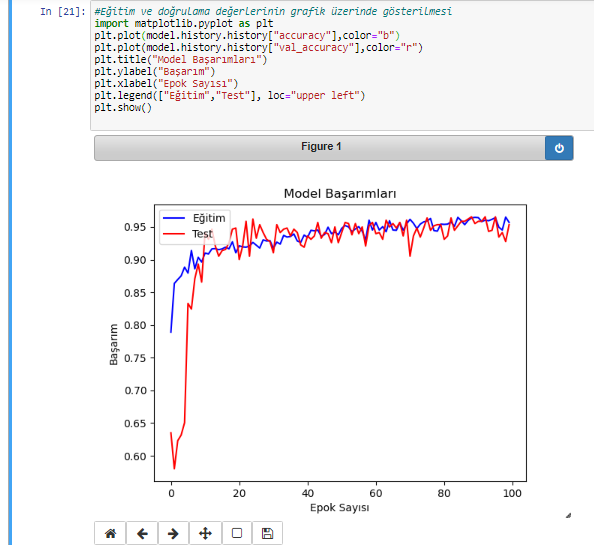 In [21]:
#Eğitim ve doğrulama değerlerinin grafik üzerinde gösterilmesi
import matplotlib.pyplot as plt
plt.plot(model.history.history["accuracy"],color="b")
plt.plot(model.history.history["val_accuracy"],color="r")
plt.title("Model Başarımları")
plt.ylabel("Başarım")
plt.xlabel("Epok Sayısı")
plt.legend(["Eğitim","Test"], loc="upper left")
plt.show()
Figure 1
Model Başarımları
Eğitim
Test
0.95
0.90
0.85
0.80
0.75
0.70
0.65
0.60
Başarım
0 20 40 60 80 100
Epok Sayısı